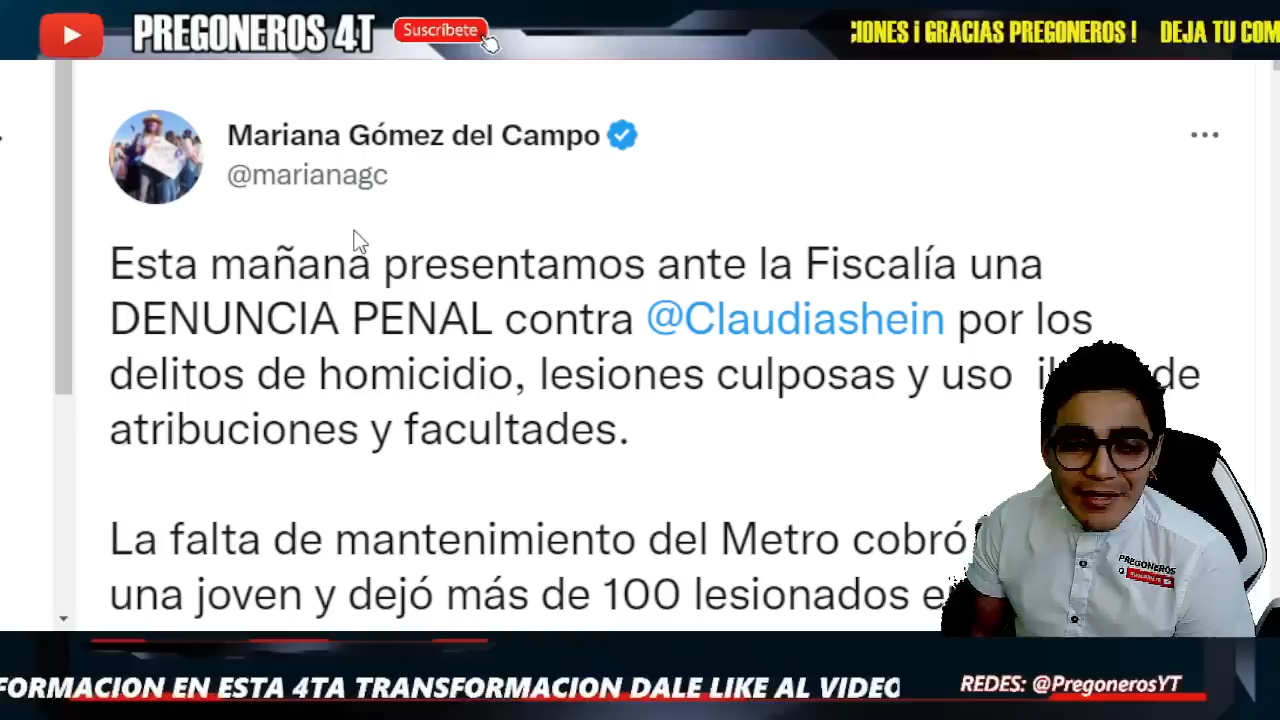 PREGONEROS 4T
Suscríbete
IONES ¡ GRACIAS PREGONEROS ! DEJA TU COM
Mariana Gómez del Campo
@marianagc
Esta mañana presentamos ante la Fiscalía una
DENUNCIA PENAL contra @Claudiashein por los
delitos de homicidio, lesiones culposas y uso de
atribuciones y facultades.
La falta de mantenimiento del Metro cobró
una joven y dejó más de 100 lesionados
PREGONEROS
FORMACION EN ESTA 4TA TRANSFORMACION DALE LIKE AL VIDEO
REDES: @PregonerosYT